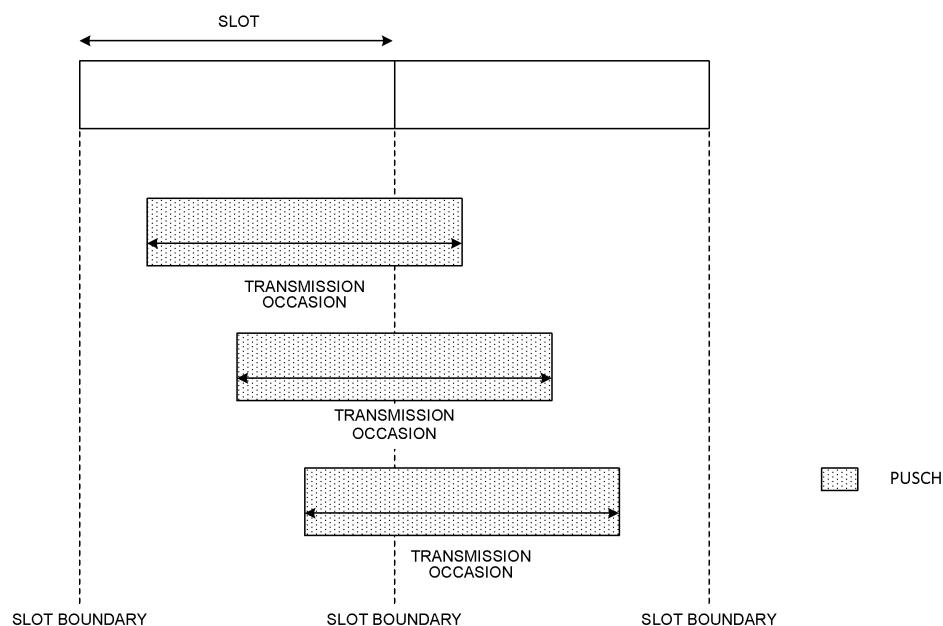 SLOT
TRANSMISSION
OCCASION
TRANSMISSION
OCCASION
PUSCH
TRANSMISSION
OCCASION
SLOT BOUNDARY
SLOT BOUNDARY
SLOT BOUNDARY